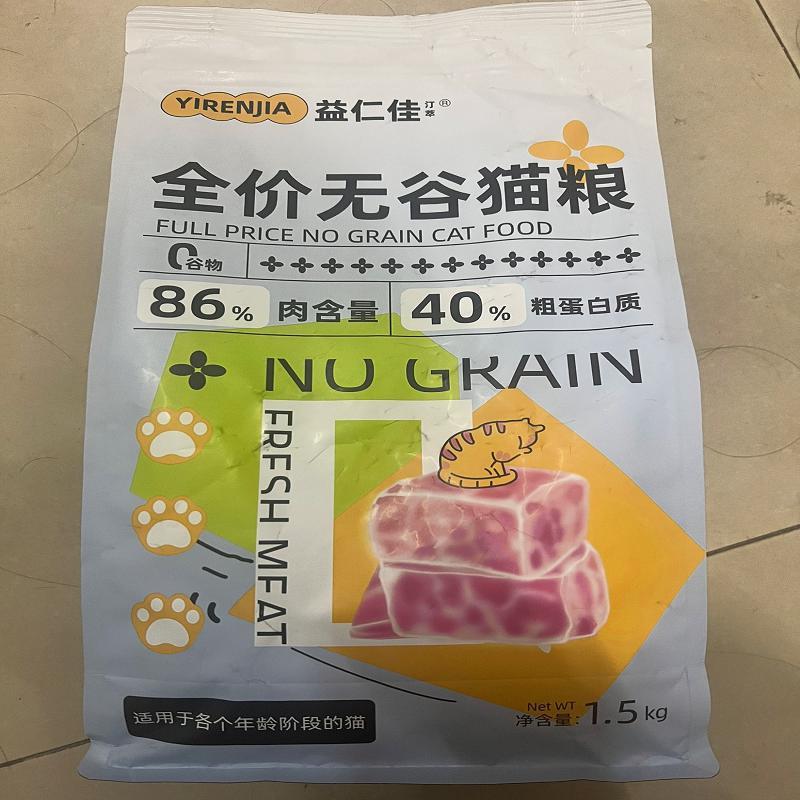 YIRENJIA 益仁佳 汀萃®
全价无谷猫粮
FULL PRICE NO GRAIN CAT FOOD
0谷物
86% 肉含量 40% 粗蛋白质
NO GRAIN
FRESH MEAT
适用于各个年龄阶段的猫
Net WT
净含量:1.5kg